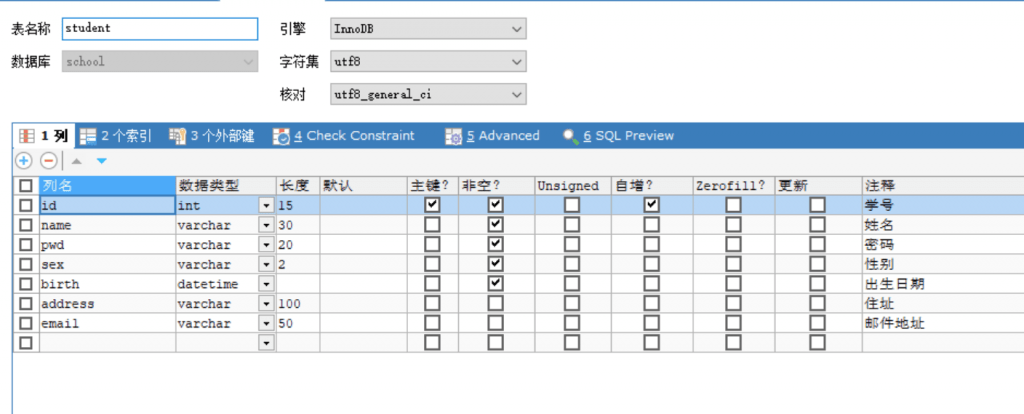 表名称 student 引擎 InnoDB
数据库 school 字符集 utf8
核对 utf8_general_ci
1 列 2 个索引 3 个外部键 4 Check Constraint 5 Advanced 6 SQL Preview
列名 数据类型 长度 默认 主键? 非空? Unsigned 自增? Zerofill? 更新 注释
id int 15 学号
name varchar 30 姓名
pwd varchar 20 密码
sex varchar 2 性别
birth datetime 出生日期
address varchar 100 住址
email varchar 50 邮件地址